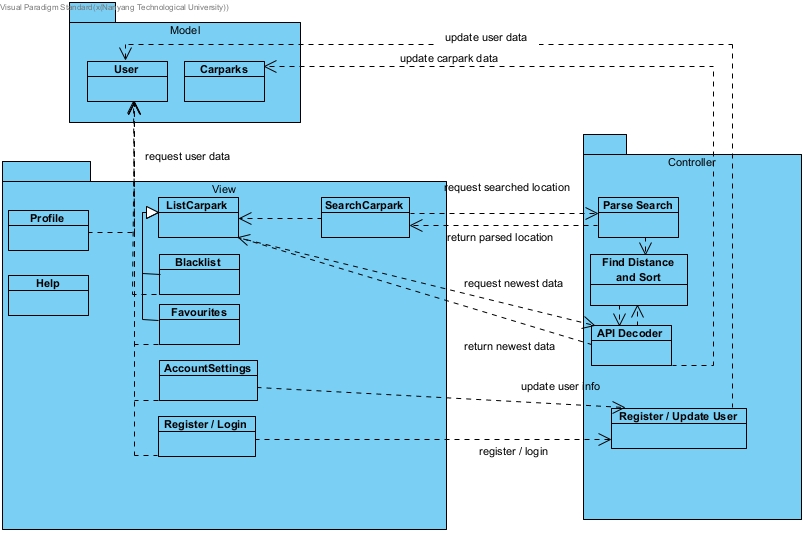 Visual Paradigm Standard(x(Nanyang Technological University))
Model
update user data
User
Carparks
update carpark data
request user data
Controller
View
request searched location
ListCarpark
SearchCarpark
Parse Search
Profile
return parsed location
Blacklist
Find Distance
and Sort
Help
request newest data
Favourites
API Decoder
return newest data
AccountSettings
update user info
Register / Login
Register / Update User
register / login